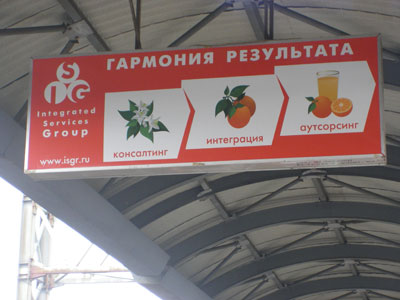 ГАРМОНИЯ РЕЗУЛЬТАТА
ISG
Integrated
Services
Group
www.isgr.ru
консалтинг
интеграция
аутсорсинг